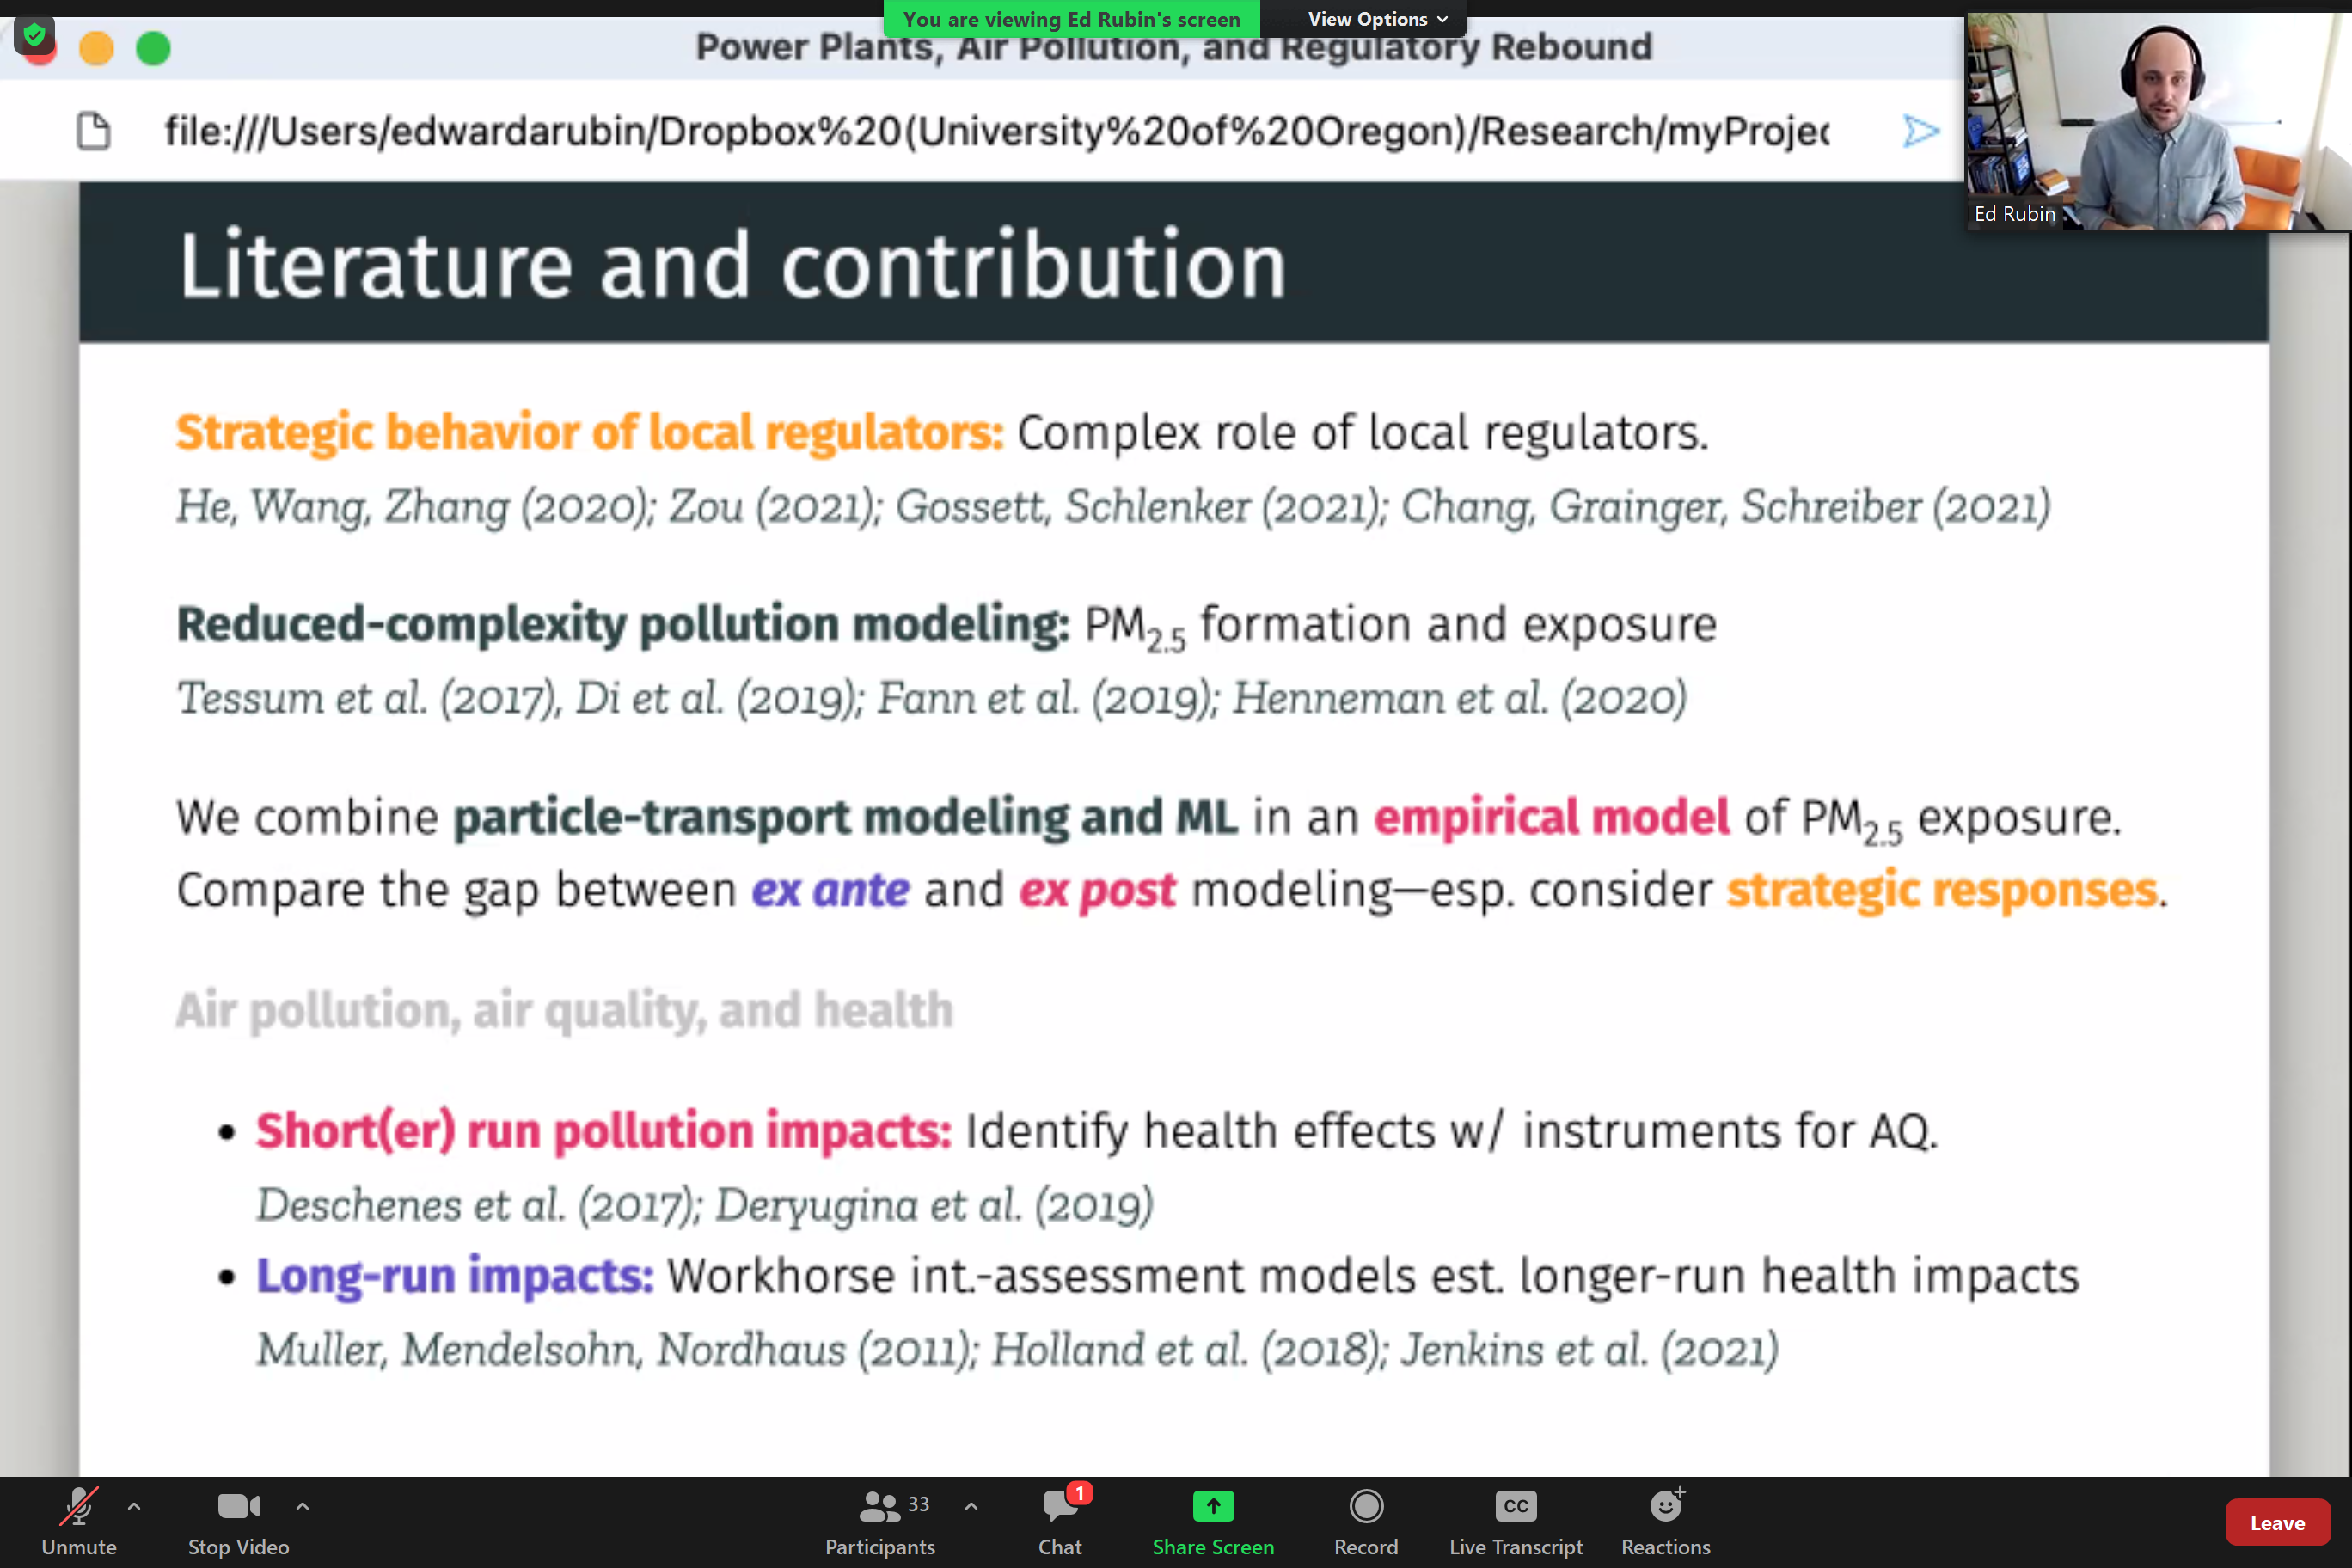 You are viewing Ed Rubin's screen
View Options
Power Plants, Air Pollution, and Regulatory Rebound
file:///Users/edwardarubin/Dropbox%20(University%20of%20Oregon)/Research/myProjec
Ed Rubin
Literature and contribution
Strategic behavior of local regulators: Complex role of local regulators.
He, Wang, Zhang (2020); Zou (2021); Gossett, Schlenker (2021); Chang, Grainger, Schreiber (2021)
Reduced-complexity pollution modeling: PM2.5 formation and exposure
Tessum et al. (2017), Di et al. (2019); Fann et al. (2019); Henneman et al. (2020)
We combine particle-transport modeling and ML in an empirical model of PM2.5 exposure.
Compare the gap between ex ante and ex post modeling—esp. consider strategic responses.
Air pollution, air quality, and health
• Short(er) run pollution impacts: Identify health effects w/ instruments for AQ.
Deschenes et al. (2017); Deryugina et al. (2019)
• Long-run impacts: Workhorse int.-assessment models est. longer-run health impacts
Muller, Mendelsohn, Nordhaus (2011); Holland et al. (2018); Jenkins et al. (2021)
33
1
CC
Unmute
Stop Video
Participants
Chat
Share Screen
Record
Live Transcript
Reactions
Leave